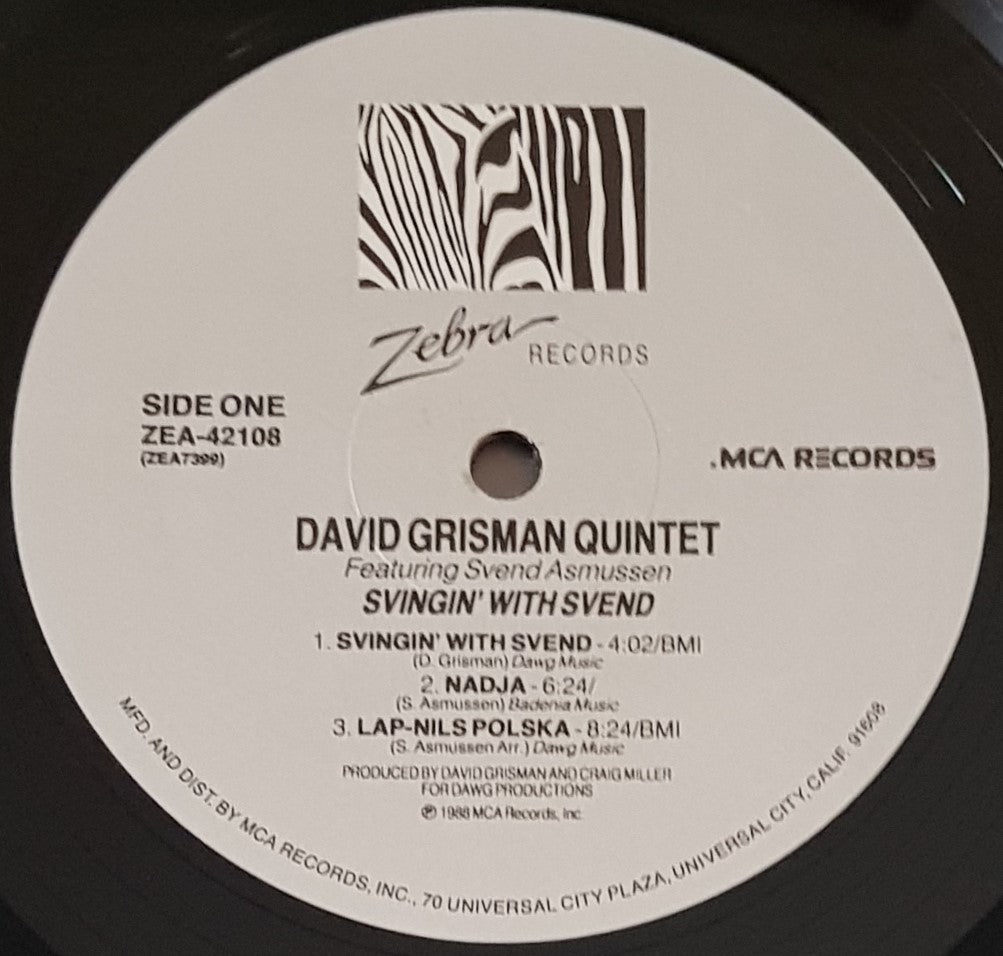 Zebra RECORDS
SIDE ONE
ZEA-42108
(ZEA7399)
.MCA RECORDS
DAVID GRISMAN QUINTET
Featuring Svend Asmussen
SVINGIN' WITH SVEND
1. SVINGIN' WITH SVEND - 4:02/BMI
(D. Grisman) Dawg Music
2. NADJA - 6:24/
(S. Asmussen) Badenia Music
3. LAP-NILS POLSKA - 8:24/BMI
(S. Asmussen Arr.) Dawg Music
PRODUCED BY DAVID GRISMAN AND CRAIG MILLER
FOR DAWG PRODUCTIONS
℗ 1988 MCA Records, Inc.
MFD. AND DIST. BY MCA RECORDS, INC., 70 UNIVERSAL CITY PLAZA, UNIVERSAL CITY, CALIF. 91608